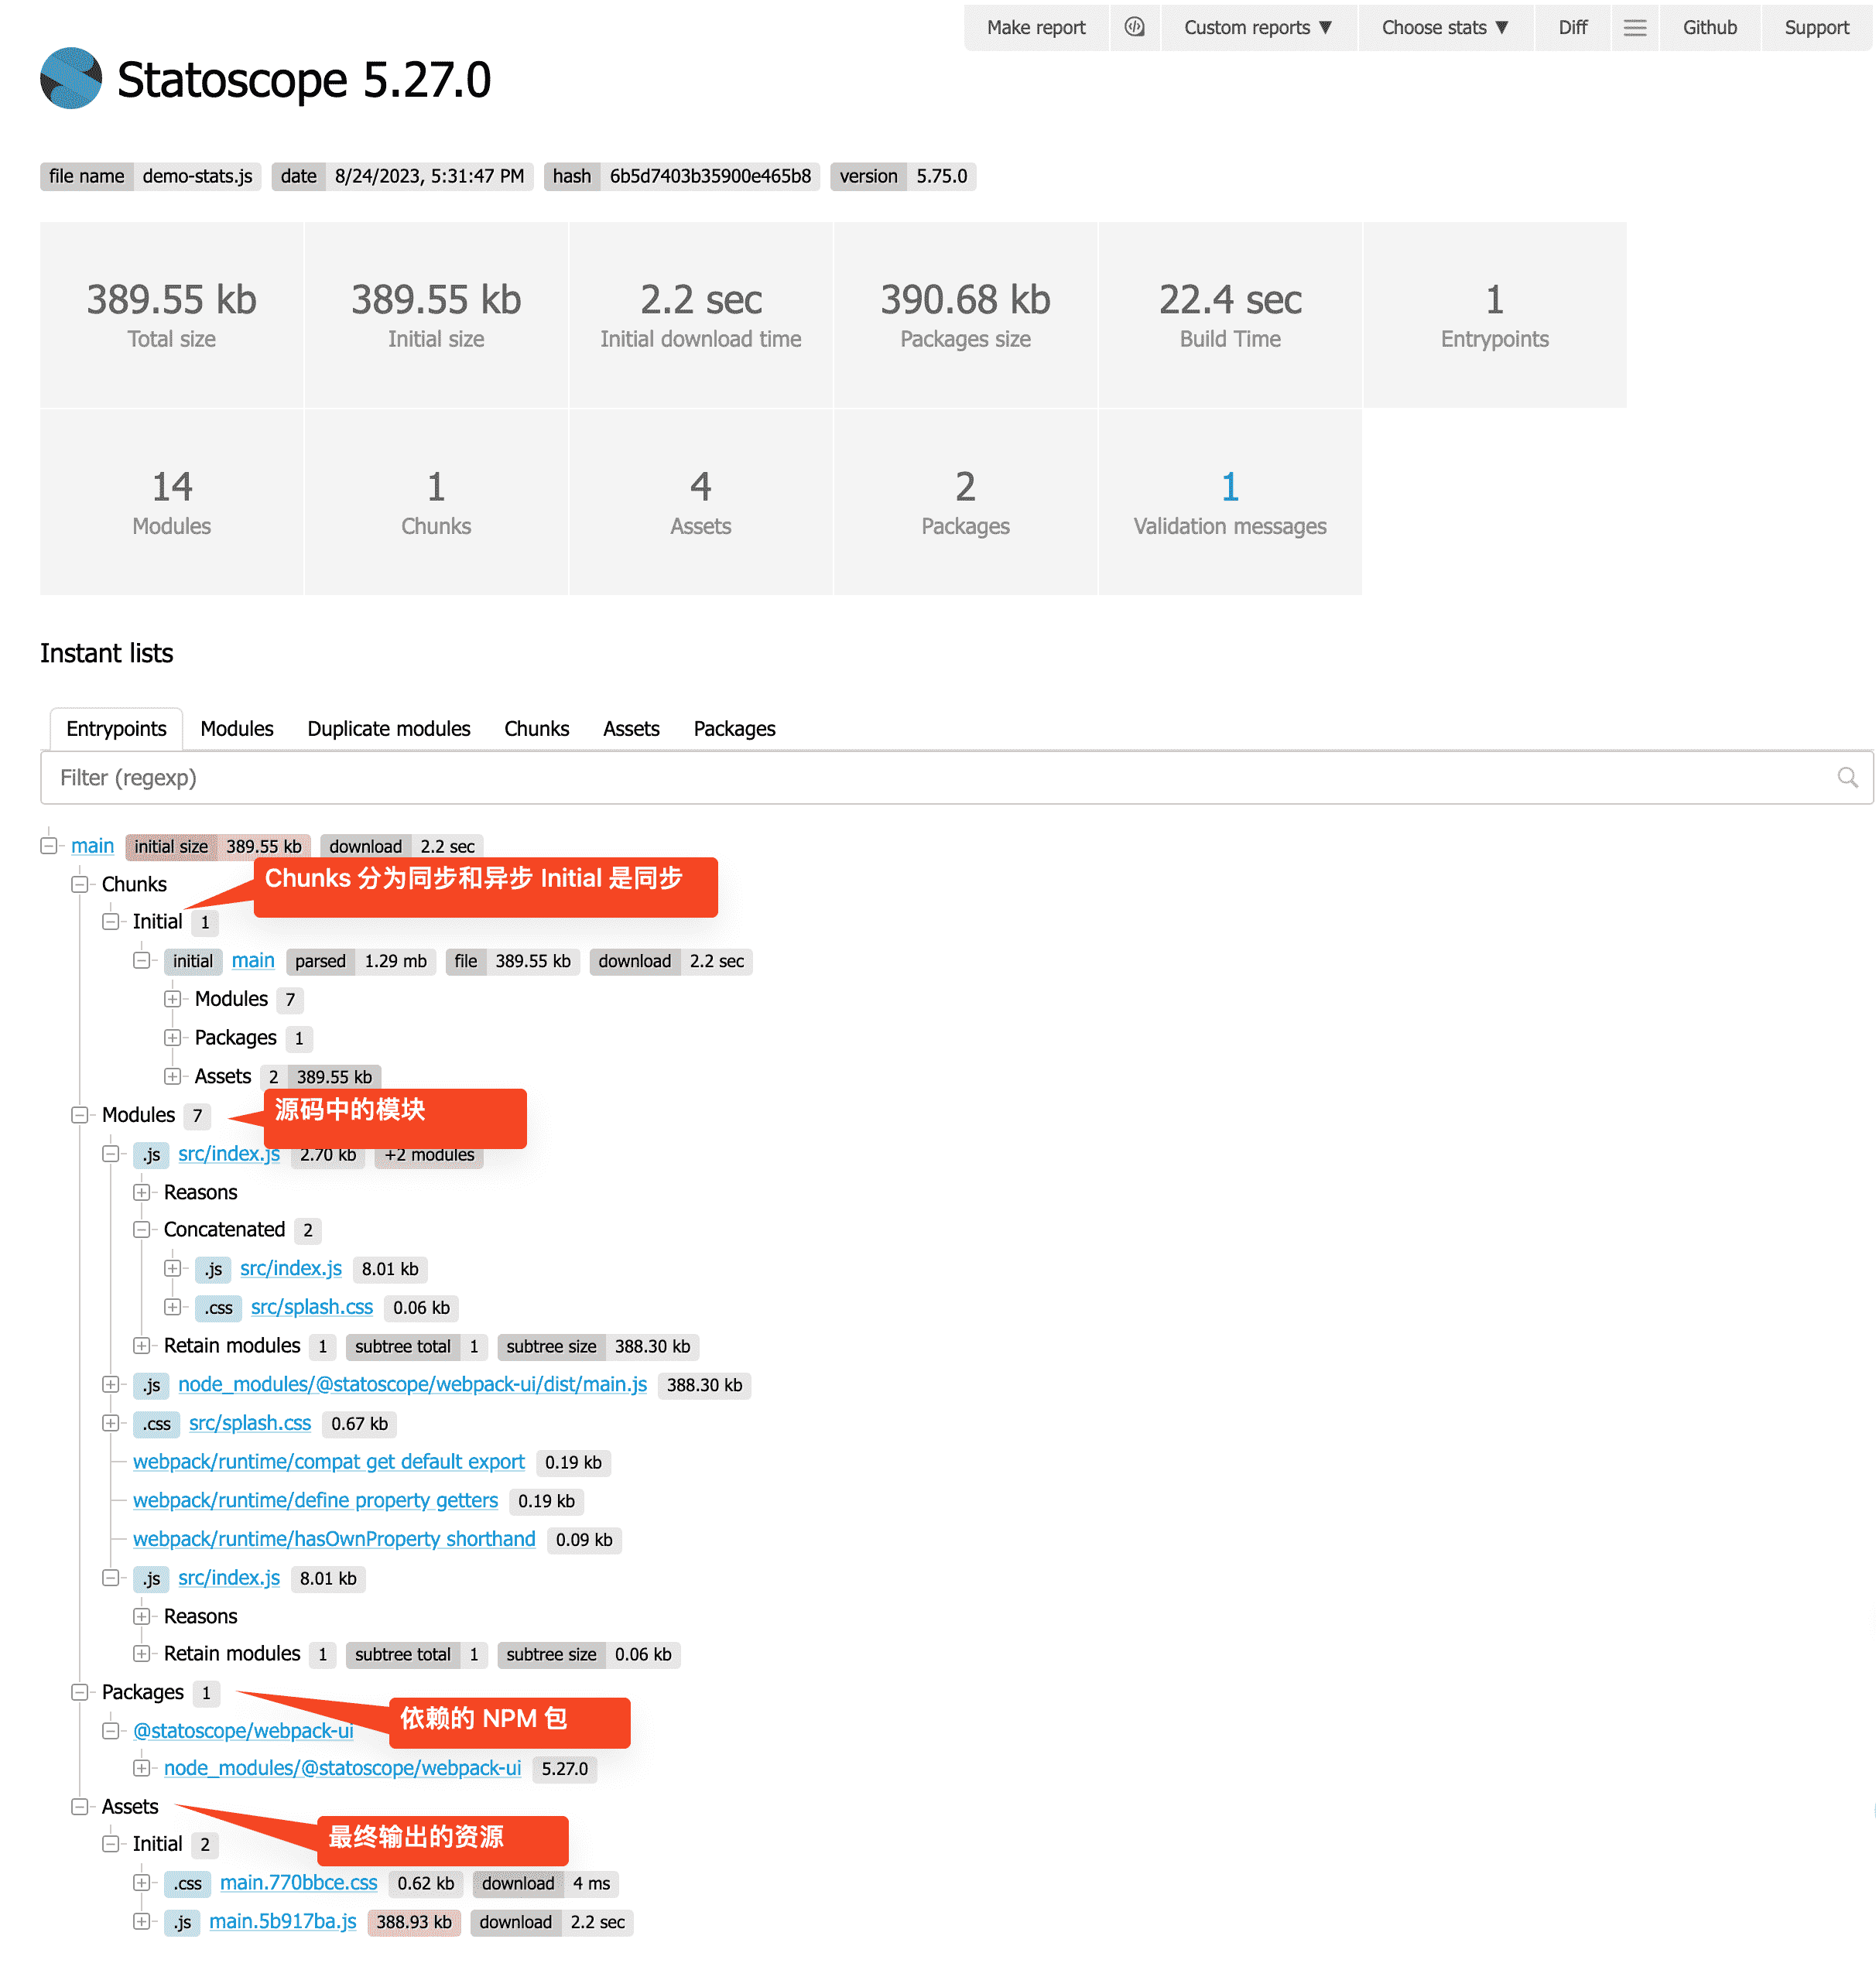 Make report Custom reports ▼ Choose stats ▼ Diff Github Support
Statoscope 5.27.0
file name demo-stats.js date 8/24/2023, 5:31:47 PM hash 6b5d7403b35900e465b8 version 5.75.0
389.55 kb 389.55 kb 2.2 sec 390.68 kb 22.4 sec 1
Total size Initial size Initial download time Packages size Build Time Entrypoints
14 1 4 2 1
Modules Chunks Assets Packages Validation messages
Instant lists
Entrypoints Modules Duplicate modules Chunks Assets Packages
Filter (regexp)
main initial size 389.55 kb download 2.2 sec
Chunks
Chunks 分为同步和异步 Initial 是同步
Initial 1
initial main parsed 1.29 mb file 389.55 kb download 2.2 sec
Modules 7
Packages 1
Assets 2 389.55 kb
Modules 7
源码中的模块
.js src/index.js 2.70 kb +2 modules
Reasons
Concatenated 2
.js src/index.js 8.01 kb
.css src/splash.css 0.06 kb
Retain modules 1 subtree total 1 subtree size 388.30 kb
.js node_modules/@statoscope/webpack-ui/dist/main.js 388.30 kb
.css src/splash.css 0.67 kb
webpack/runtime/compat get default export 0.19 kb
webpack/runtime/define property getters 0.19 kb
webpack/runtime/hasOwnProperty shorthand 0.09 kb
.js src/index.js 8.01 kb
Reasons
Retain modules 1 subtree total 1 subtree size 0.06 kb
Packages 1
依赖的 NPM 包
@statoscope/webpack-ui
node_modules/@statoscope/webpack-ui 5.27.0
Assets
最终输出的资源
Initial 2
.css main.770bbce.css 0.62 kb download 4 ms
.js main.5b917ba.js 388.93 kb download 2.2 sec